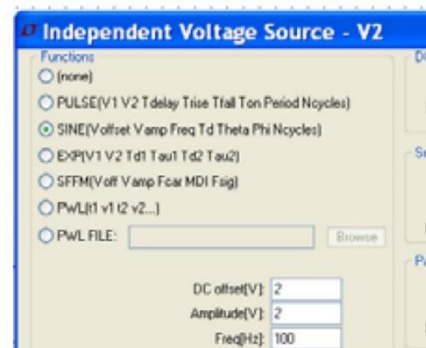 Independent Voltage Source - V2
Functions
(none)
PULSE(V1 V2 Tdelay Trise Tfall Ton Period Ncycles)
SINE(Voffset Vamp Freq Td Theta Phi Ncycles)
EXP(V1 V2 Td1 Tau1 Td2 Tau2)
SFFM(Voff Vamp Fcar MDI Fsig)
PWL(t1 v1 t2 v2...)
PWL FILE: Browse
DC offset[V]: 2
Amplitude[V]: 2
Freq[Hz]: 100